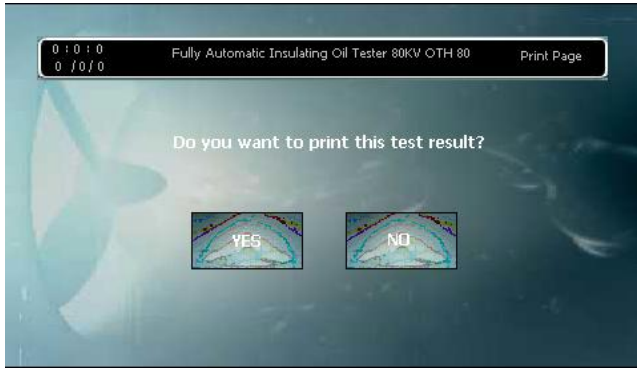 0 : 0 : 0
0 /0/0
Fully Automatic Insulating Oil Tester 80KV OTH 80
Print Page
Do you want to print this test result?
YES
NO